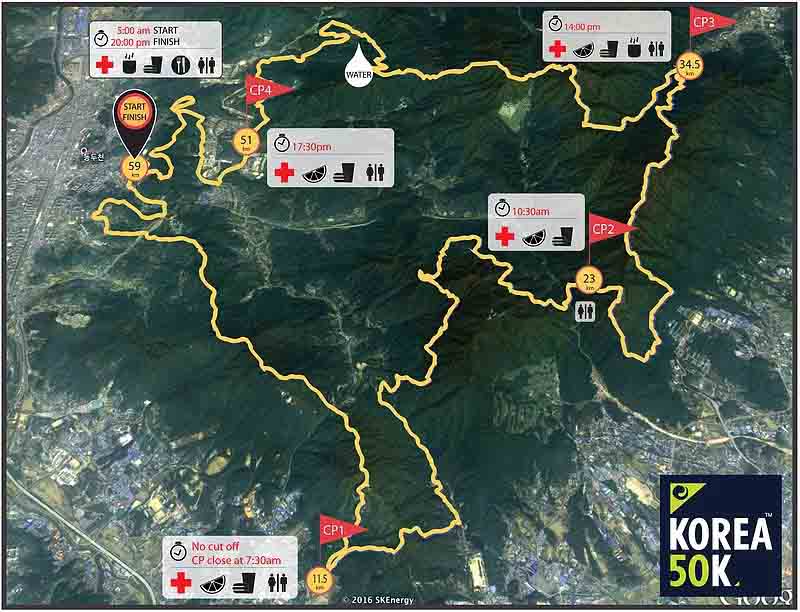 5:00 am START
20:00 pm FINISH
START
FINISH
59
km
동두천
CP4
51
km
17:30pm
WATER
14:00 pm
CP3
34.5
km
10:30am
CP2
23
km
CP1
11.5
km
No cut off
CP close at 7:30am
© 2016 SKEnergy
KOREA™
50K